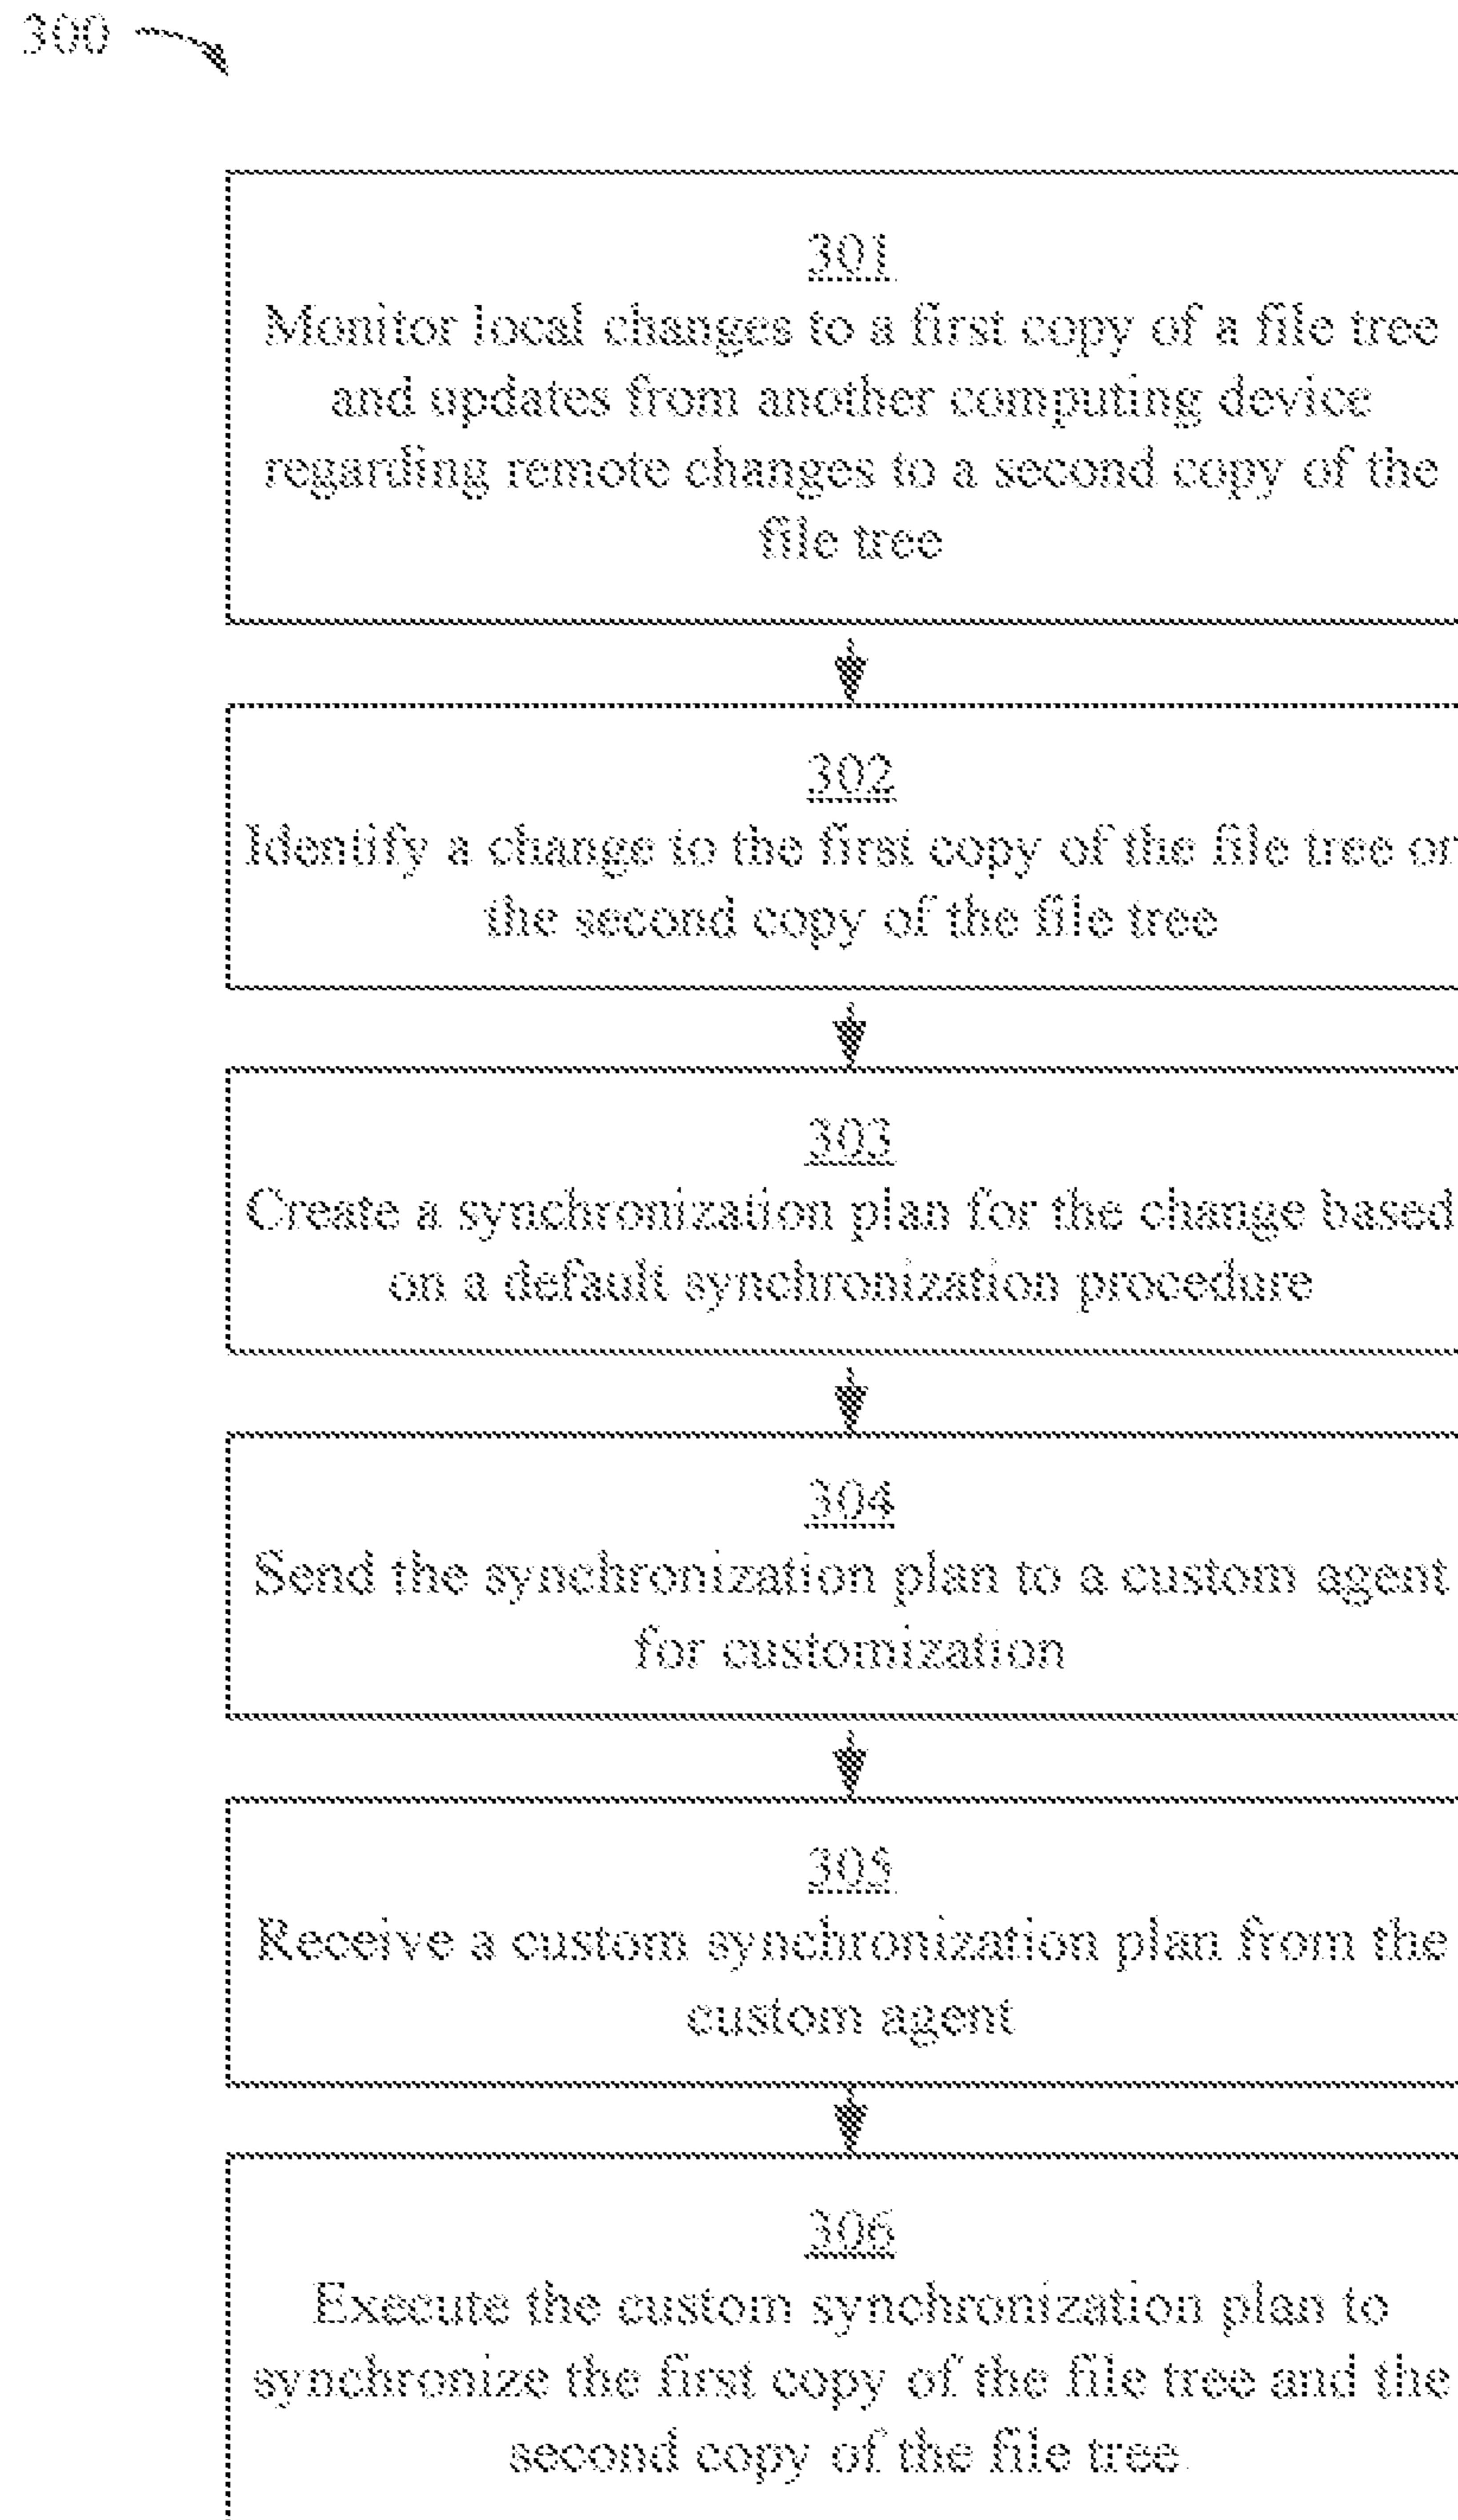 300
301
Monitor local changes to a first copy of a file tree
and updates from another computing device
regarding remote changes to a second copy of the
file tree
302
Identify a change to the first copy of the file tree or
the second copy of the file tree
303
Create a synchronization plan for the change based
on a default synchronization procedure
304
Send the synchronization plan to a custom agent
for customization
305
Receive a custom synchronization plan from the
custom agent
306
Execute the custom synchronization plan to
synchronize the first copy of the file tree and the
second copy of the file tree.